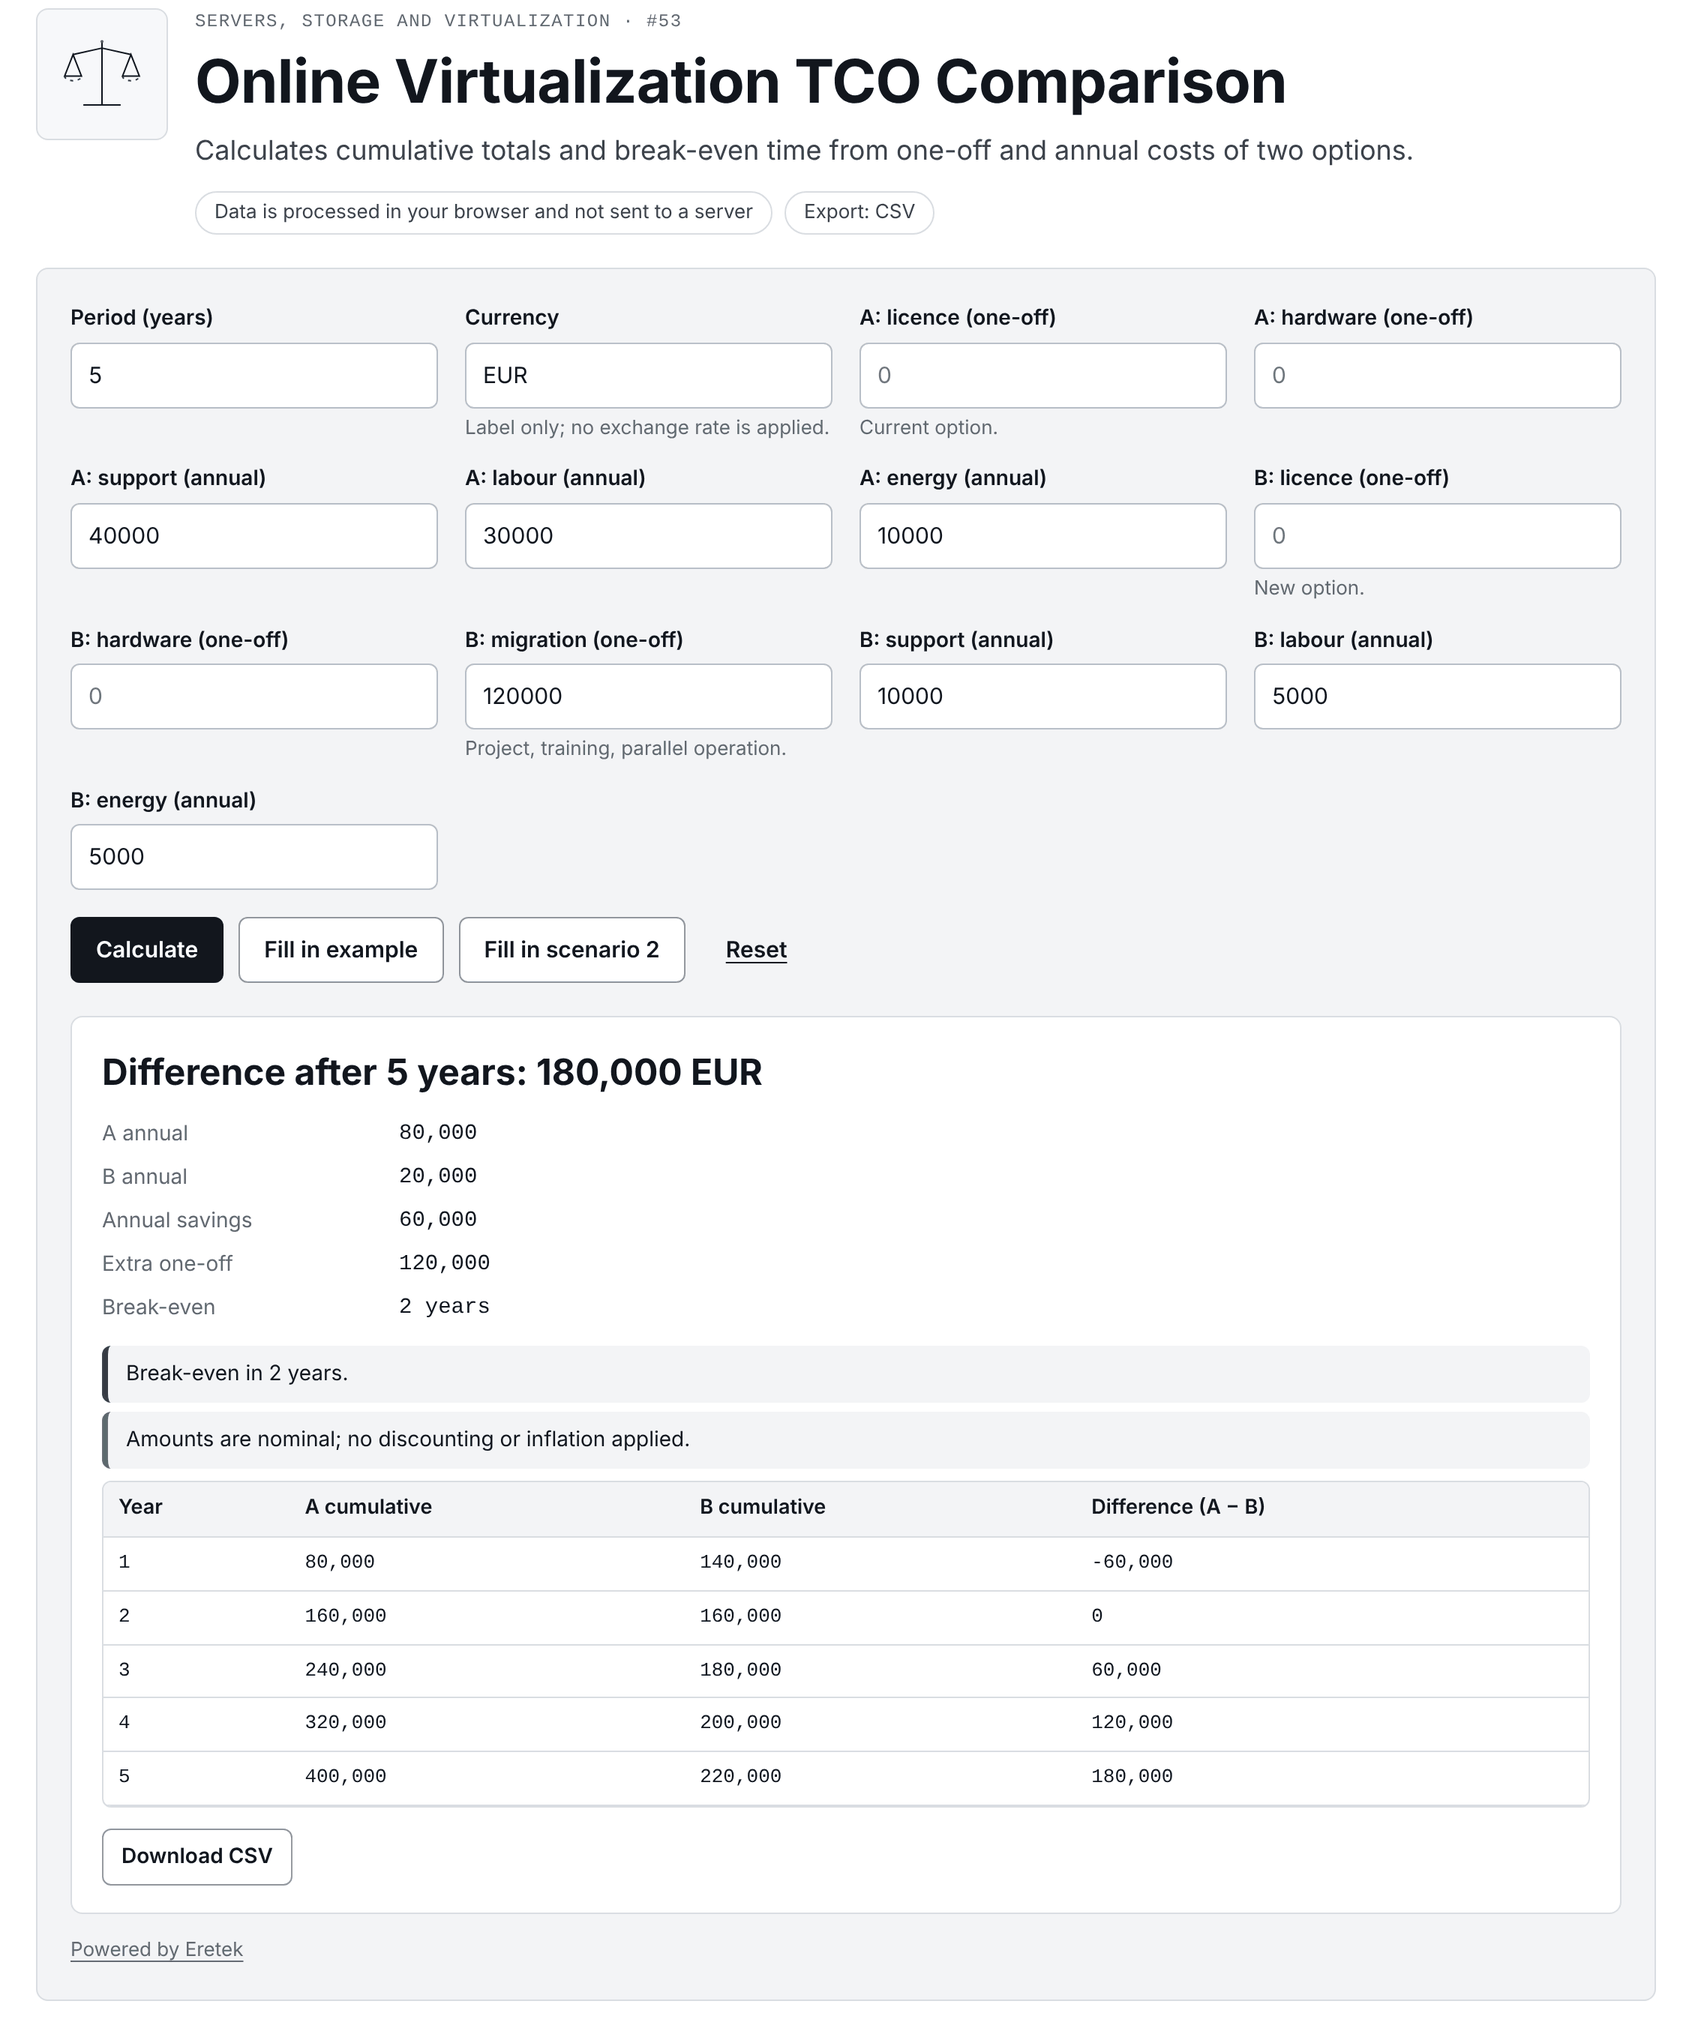 SERVERS, STORAGE AND VIRTUALIZATION · #53
Online Virtualization TCO Comparison
Calculates cumulative totals and break-even time from one-off and annual costs of two options.
Data is processed in your browser and not sent to a server
Export: CSV
Period (years)
5
Currency
EUR
Label only; no exchange rate is applied.
A: licence (one-off)
0
Current option.
A: hardware (one-off)
0
A: support (annual)
40000
A: labour (annual)
30000
A: energy (annual)
10000
B: licence (one-off)
0
New option.
B: hardware (one-off)
0
B: migration (one-off)
120000
Project, training, parallel operation.
B: support (annual)
10000
B: labour (annual)
5000
B: energy (annual)
5000
Calculate
Fill in example
Fill in scenario 2
Reset
Difference after 5 years: 180,000 EUR
A annual 80,000
B annual 20,000
Annual savings 60,000
Extra one-off 120,000
Break-even 2 years
Break-even in 2 years.
Amounts are nominal; no discounting or inflation applied.
Year A cumulative B cumulative Difference (A − B)
1 80,000 140,000 -60,000
2 160,000 160,000 0
3 240,000 180,000 60,000
4 320,000 200,000 120,000
5 400,000 220,000 180,000
Download CSV
Powered by Eretek